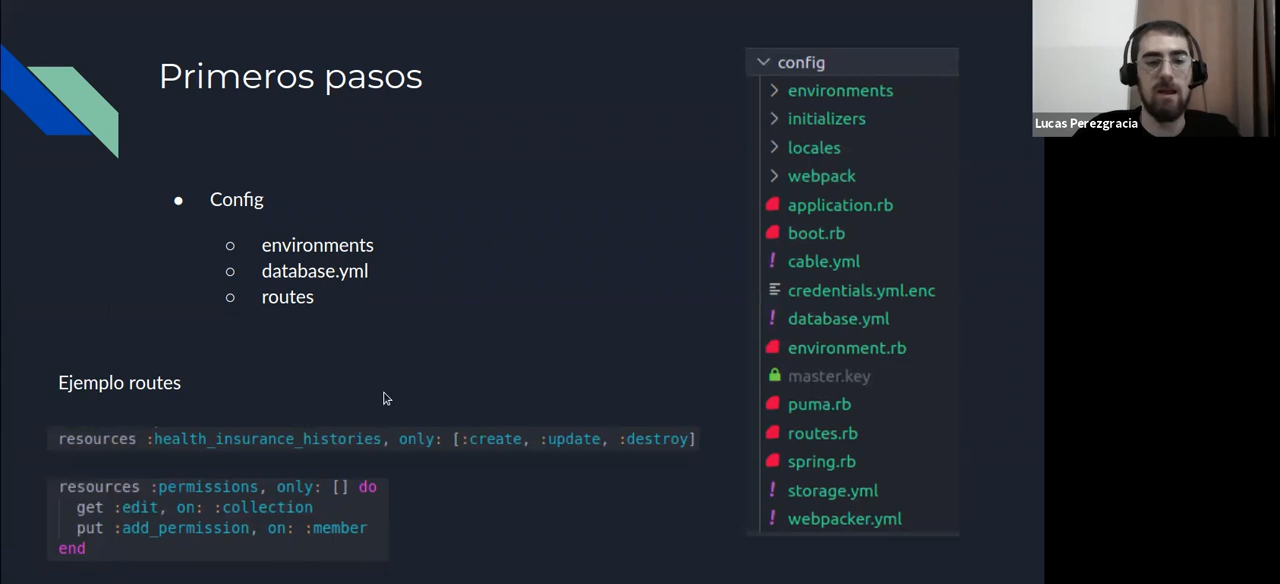 Primeros pasos
Config
environments
database.yml
routes
Ejemplo routes
resources :health_insurance_histories, only: [:create, :update, :destroy]
resources :permissions, only: [] do
get :edit, on: :collection
put :add_permission, on: :member
end
config
environments
initializers
locales
webpack
application.rb
boot.rb
cable.yml
credentials.yml.enc
database.yml
environment.rb
master.key
puma.rb
routes.rb
spring.rb
storage.yml
webpacker.yml
Lucas Perezgracia